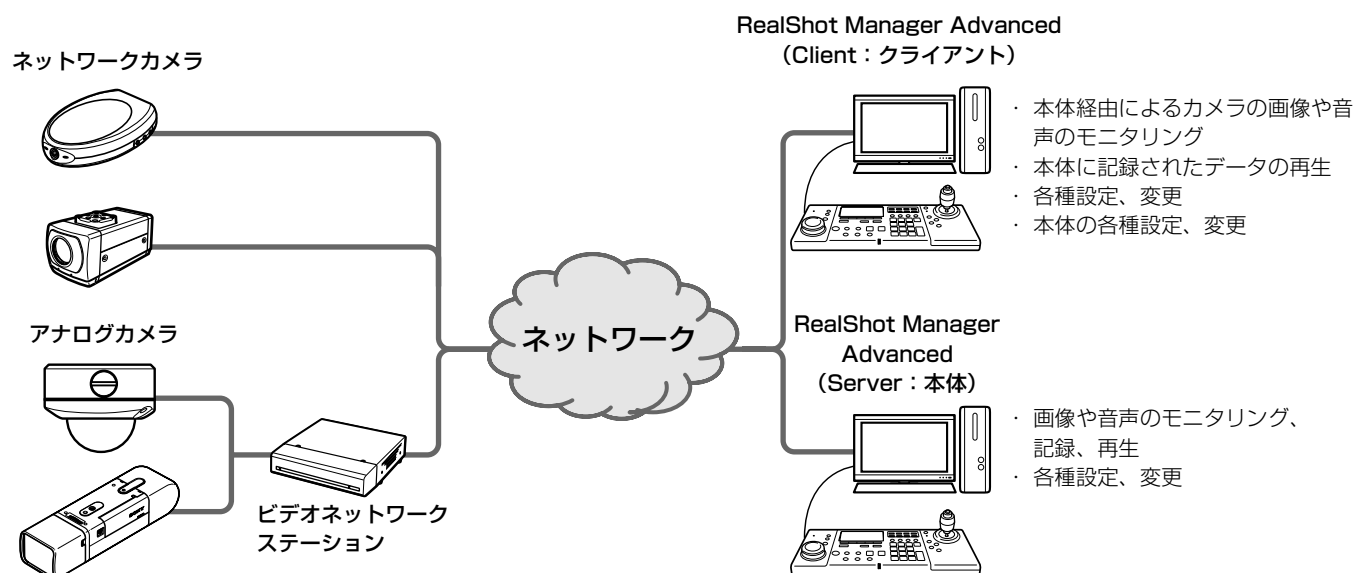 ネットワークカメラ
アナログカメラ
ビデオネットワーク
ステーション
ネットワーク
RealShot Manager Advanced
（Client：クライアント）
· 本体経由によるカメラの画像や音
声のモニタリング
· 本体に記録されたデータの再生
· 各種設定、変更
· 本体の各種設定、変更
RealShot Manager
Advanced
（Server：本体）
· 画像や音声のモニタリング、
記録、再生
· 各種設定、変更